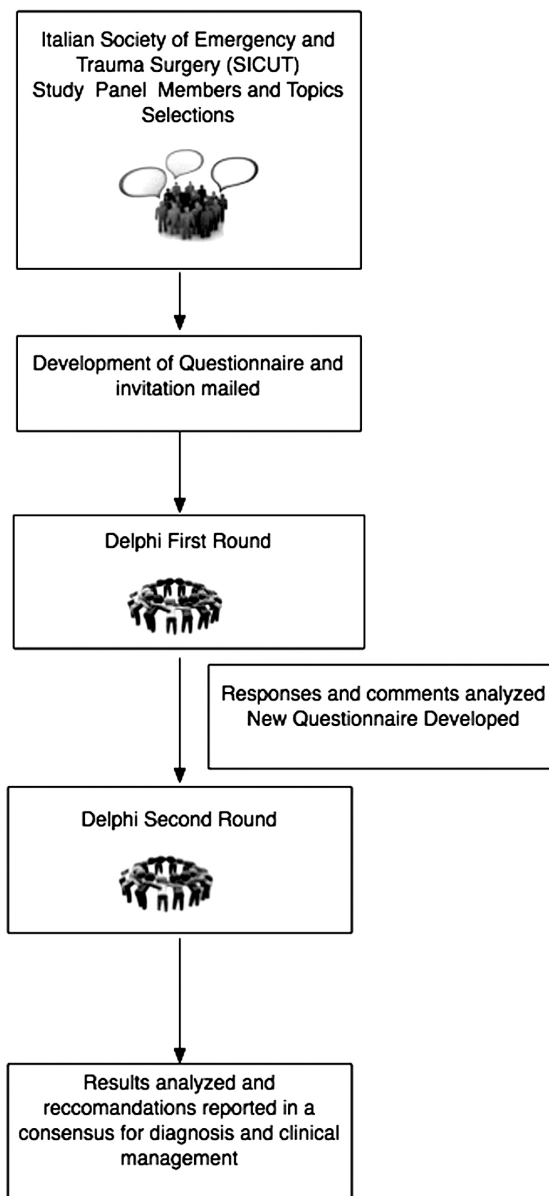 Italian Society of Emergency and
Trauma Surgery (SICUT)
Study Panel Members and Topics
Selections
Development of Questionnaire and
invitation mailed
Delphi First Round
Responses and comments analyzed
New Questionnaire Developed
Delphi Second Round
Results analyzed and
reccomandations reported in a
consensus for diagnosis and clinical
management